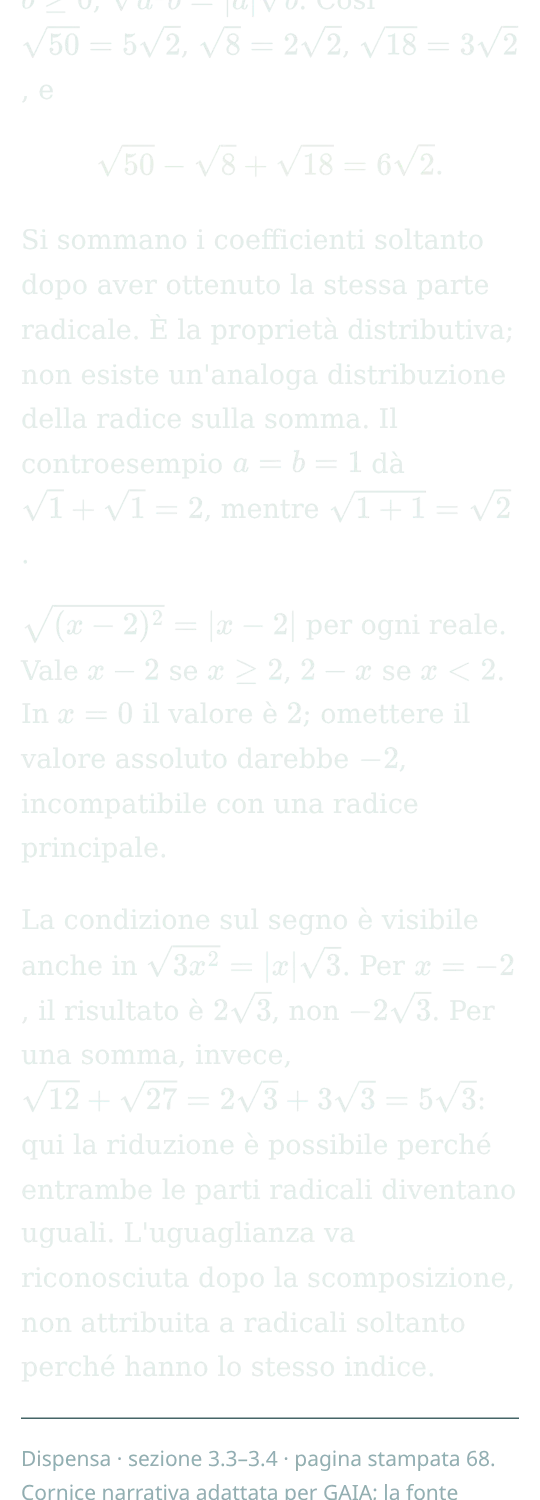 b ≥ 0, √a²b = |a|√b. Così
√50 = 5√2, √8 = 2√2, √18 = 3√2
, e
√50 − √8 + √18 = 6√2.
Si sommano i coefficienti soltanto
dopo aver ottenuto la stessa parte
radicale. È la proprietà distributiva;
non esiste un'analoga distribuzione
della radice sulla somma. Il
controesempio a = b = 1 dà
√1 + √1 = 2, mentre √(1 + 1) = √2
.
√(x − 2)² = |x − 2| per ogni reale.
Vale x − 2 se x ≥ 2, 2 − x se x < 2.
In x = 0 il valore è 2; omettere il
valore assoluto darebbe −2,
incompatibile con una radice
principale.
La condizione sul segno è visibile
anche in √3x² = |x|√3. Per x = −2
, il risultato è 2√3, non −2√3. Per
una somma, invece,
√12 + √27 = 2√3 + 3√3 = 5√3:
qui la riduzione è possibile perché
entrambe le parti radicali diventano
uguali. L'uguaglianza va
riconosciuta dopo la scomposizione,
non attribuita a radicali soltanto
perché hanno lo stesso indice.
Dispensa · sezione 3.3–3.4 · pagina stampata 68.
Cornice narrativa adattata per GAIA: la fonte